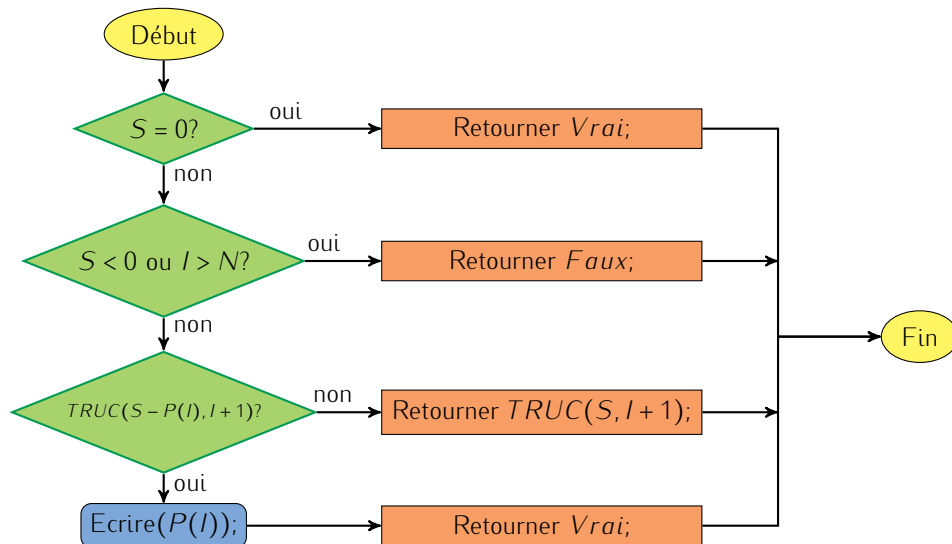 Début
S = 0?
oui
Retourner Vrai;
non
S < 0 ou I > N?
oui
Retourner Faux;
non
Fin
TRUC(S − P(I), I + 1)?
non
Retourner TRUC(S, I + 1);
oui
Ecrire(P(I));
Retourner Vrai;